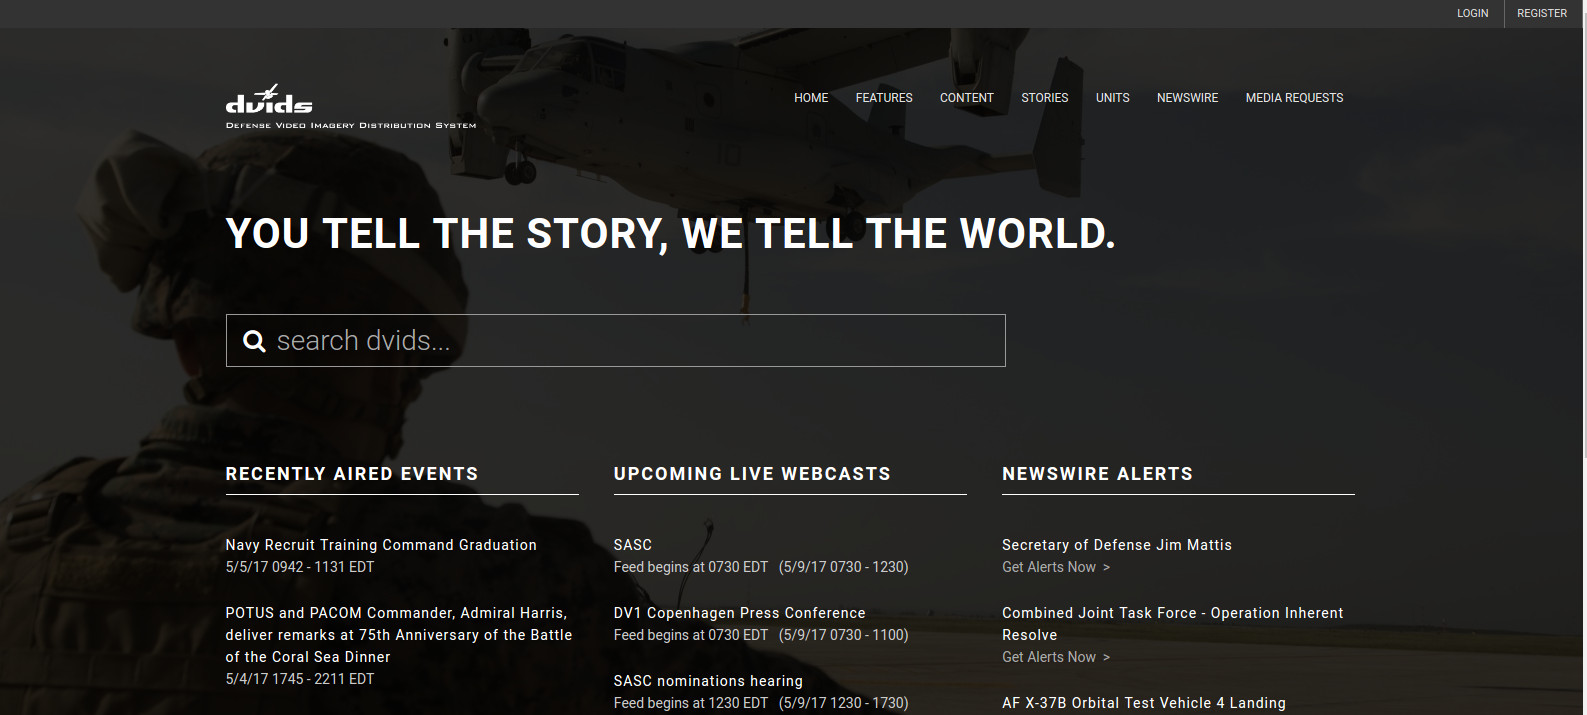 LOGIN
REGISTER
dvids
DEFENSE VIDEO IMAGERY DISTRIBUTION SYSTEM
HOME
FEATURES
CONTENT
STORIES
UNITS
NEWSWIRE
MEDIA REQUESTS
YOU TELL THE STORY, WE TELL THE WORLD.
search dvids...
RECENTLY AIRED EVENTS
Navy Recruit Training Command Graduation
5/5/17 0942 - 1131 EDT
POTUS and PACOM Commander, Admiral Harris,
deliver remarks at 75th Anniversary of the Battle
of the Coral Sea Dinner
5/4/17 1745 - 2211 EDT
UPCOMING LIVE WEBCASTS
SASC
Feed begins at 0730 EDT (5/9/17 0730 - 1230)
DV1 Copenhagen Press Conference
Feed begins at 0730 EDT (5/9/17 0730 - 1100)
SASC nominations hearing
Feed begins at 1230 EDT (5/9/17 1230 - 1730)
NEWSWIRE ALERTS
Secretary of Defense Jim Mattis
Get Alerts Now >
Combined Joint Task Force - Operation Inherent
Resolve
Get Alerts Now >
AF X-37B Orbital Test Vehicle 4 Landing